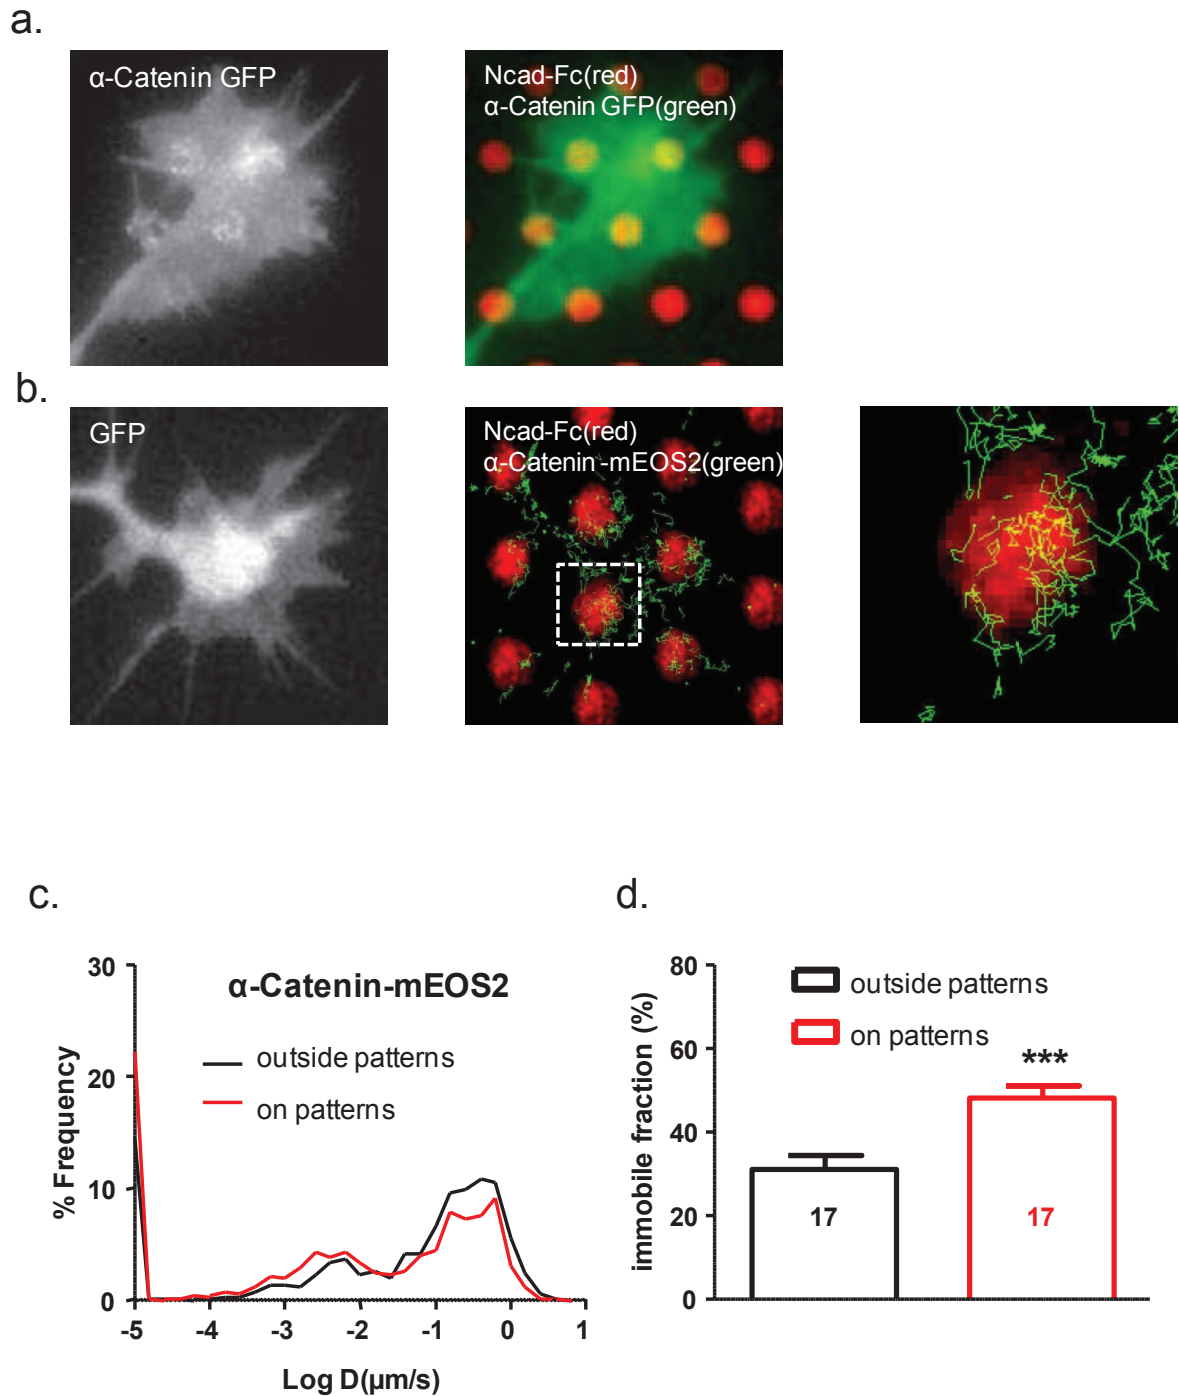 a.
α-Catenin GFP
Ncad-Fc(red)
α-Catenin GFP(green)
b.
GFP
Ncad-Fc(red)
α-Catenin-mEOS2(green)
c.
30
20
10
0
% Frequency
α-Catenin-mEOS2
outside patterns
on patterns
-5 -4 -3 -2 -1 0 1
Log D(µm/s)
d.
80
60
40
20
0
immobile fraction (%)
outside patterns
on patterns
***
17 17